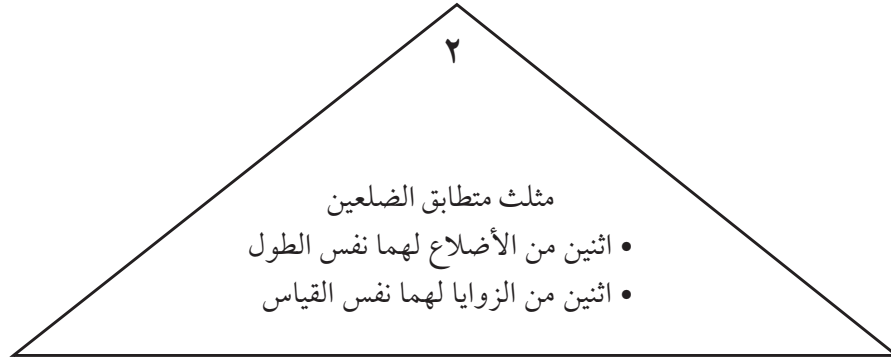 ٢
مثلث متطابق الضلعين
• اثنين من الأضلاع لهما نفس الطول
• اثنين من الزوايا لهما نفس القياس